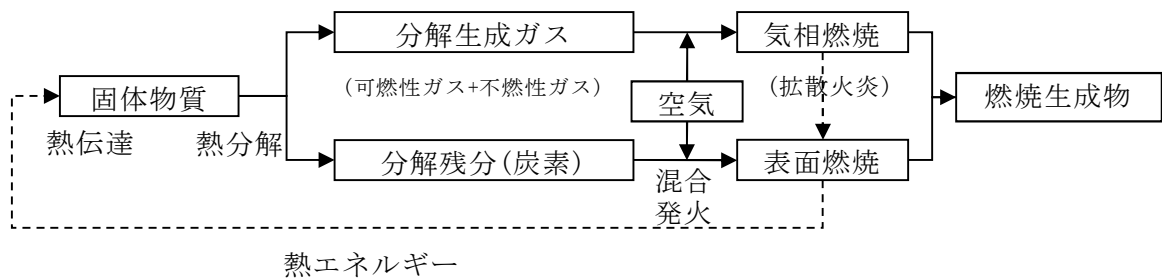 分解生成ガス
気相燃焼
(可燃性ガス+不燃性ガス)
(拡散火炎)
固体物質
空気
燃焼生成物
熱伝達
熱分解
分解残分(炭素)
表面燃焼
混合
発火
熱エネルギー